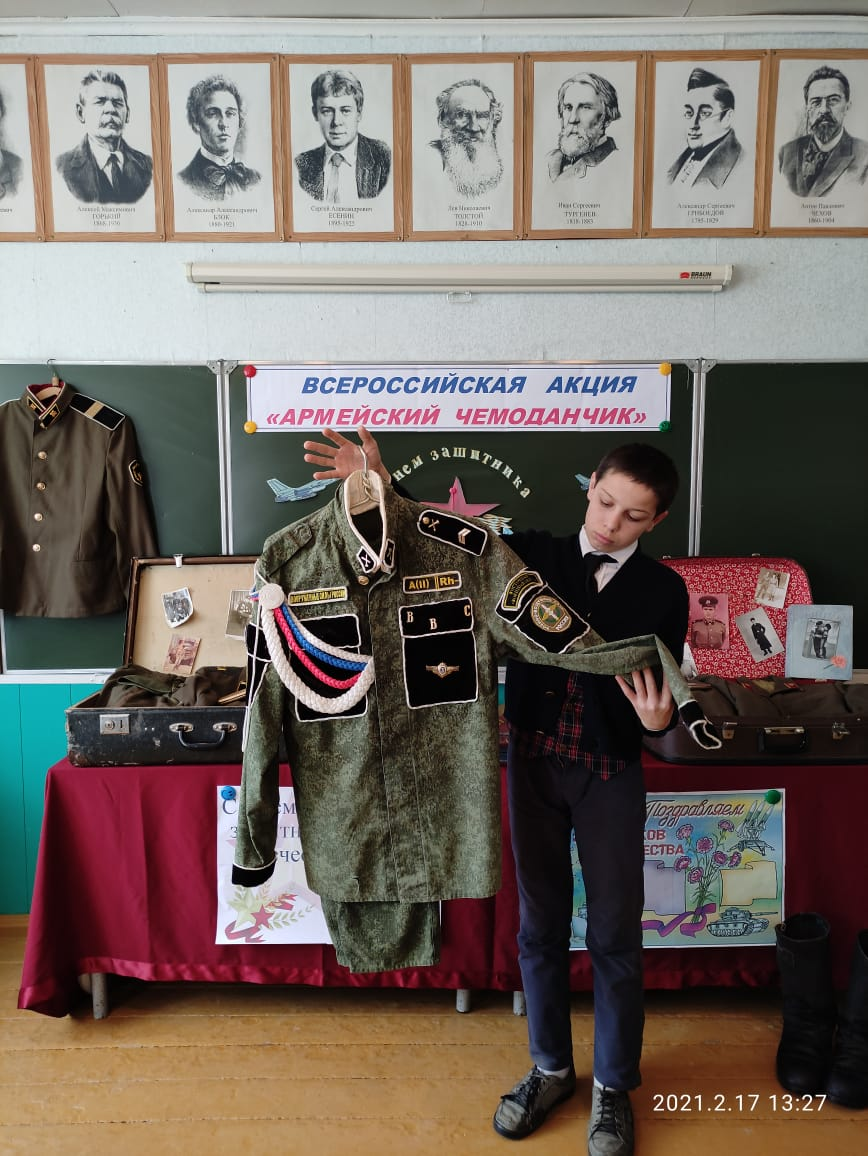 Алексей Максимович
ГОРЬКИЙ
1868-1936
Александр Александрович
БЛОК
1880-1921
Сергей Александрович
ЕСЕНИН
1895-1925
Лев Николаевич
ТОЛСТОЙ
1828-1910
Иван Сергеевич
ТУРГЕНЕВ
1818-1883
Александр Сергеевич
ГРИБОЕДОВ
1795-1829
Антон Павлович
ЧЕХОВ
1860-1904
BRAUN
ВСЕРОССИЙСКАЯ АКЦИЯ
«АРМЕЙСКИЙ ЧЕМОДАНЧИК»
нем защитника
ВООРУЖЕННЫЕ СИЛЫ РОССИИ
A(II) Rh-
ВВС
Поздравляем
ЕСТВА
2021.2.17 13:27